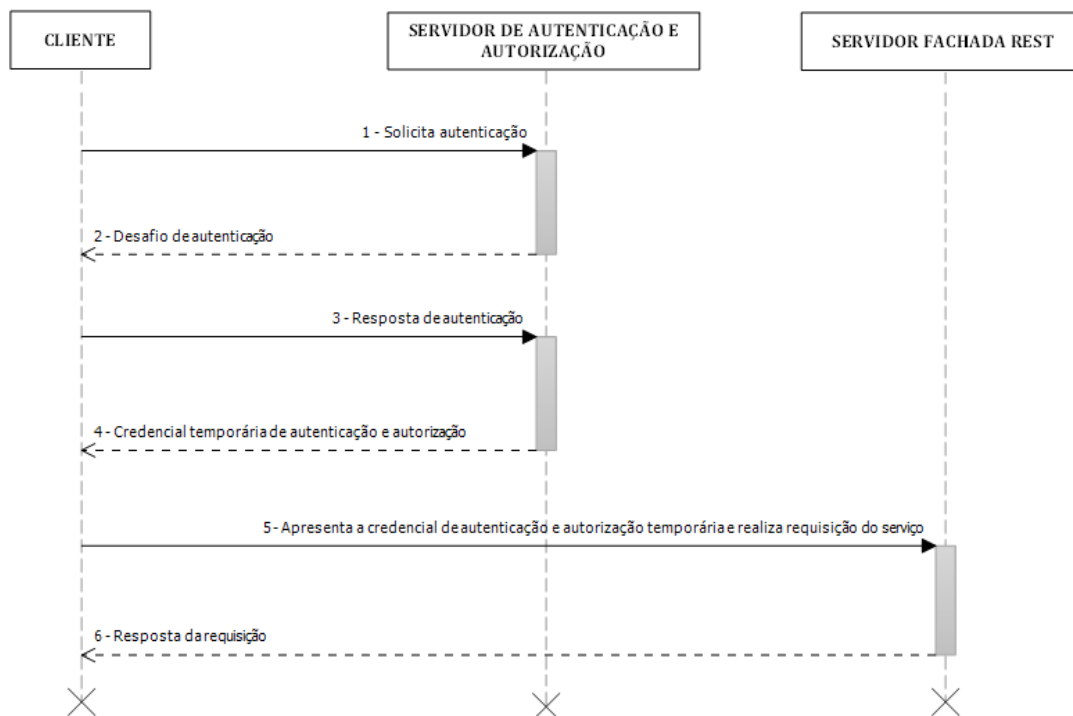 CLIENTE
SERVIDOR DE AUTENTICAÇÃO E
AUTORIZAÇÃO
SERVIDOR FACHADA REST
1 - Solicita autenticação
2 - Desafio de autenticação
3 - Resposta de autenticação
4 - Credencial temporária de autenticação e autorização
5 - Apresenta a credencial de autenticação e autorização temporária e realiza requisição do serviço
6 - Resposta da requisição